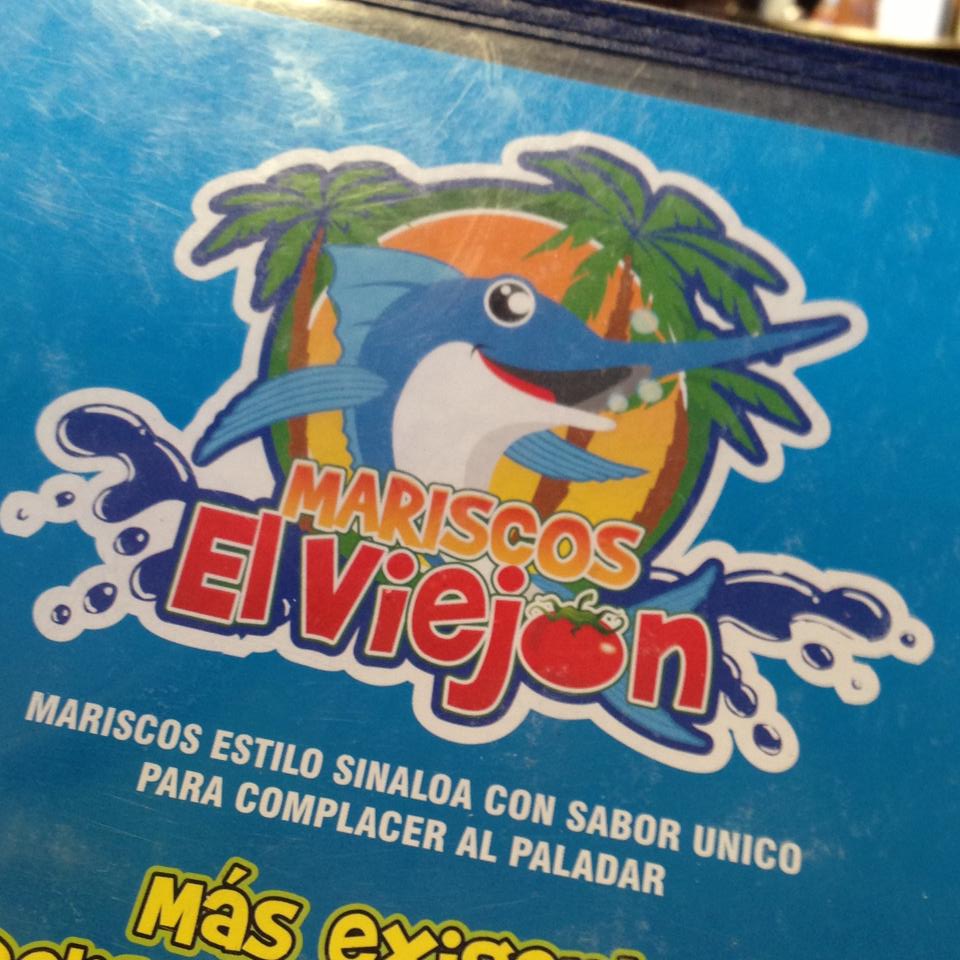 MARISCOS
El Viejon
MARISCOS ESTILO SINALOA CON SABOR UNICO
PARA COMPLACER AL PALADAR
Más